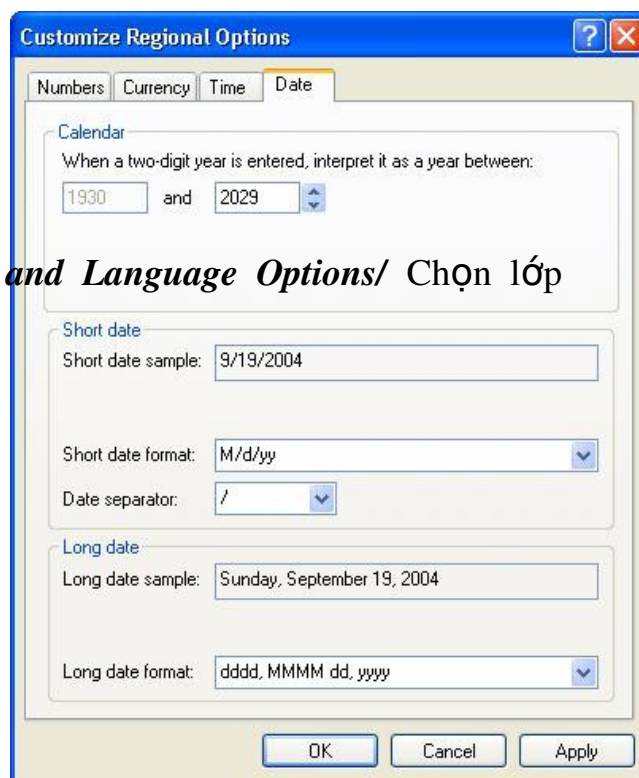 Customize Regional Options
Numbers Currency Time Date
Calendar
When a two-digit year is entered, interpret it as a year between:
1930 and 2029
and Language Options/ Chọn lớp
Short date
Short date sample: 9/19/2004
Short date format: M/d/yy
Date separator: /
Long date
Long date sample: Sunday, September 19, 2004
Long date format: dddd, MMMM dd, yyyy
OK Cancel Apply